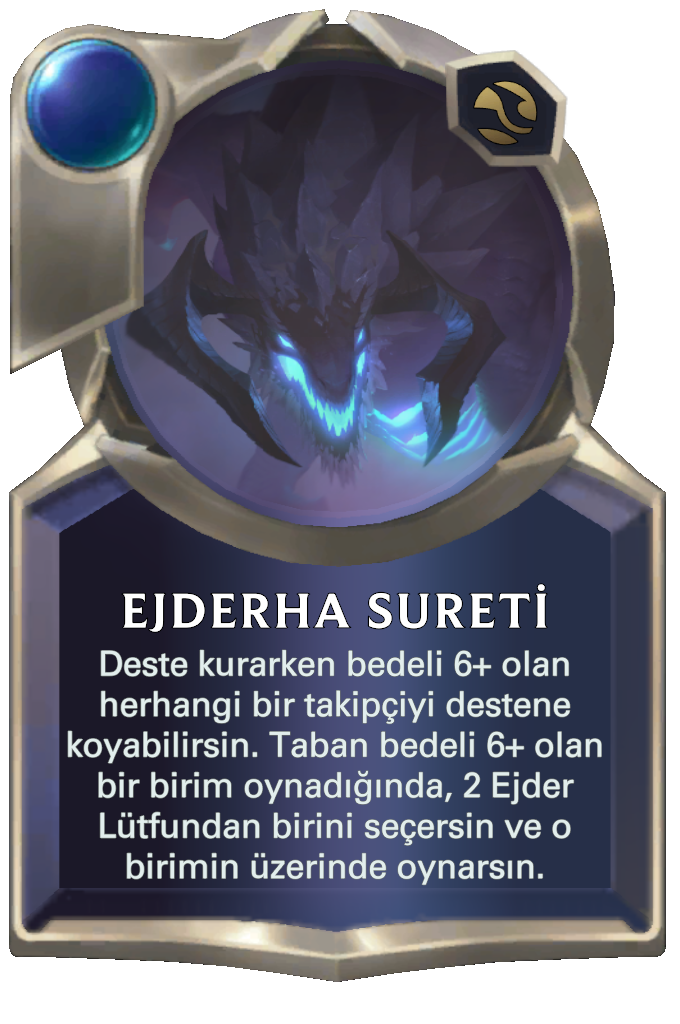 EJDERHA SURETİ
Deste kurarken bedeli 6+ olan
herhangi bir takipçiyi destene
koyabilirsin. Taban bedeli 6+ olan
bir birim oynadığında, 2 Ejder
Lütfundan birini seçersin ve o
birimin üzerinde oynarsın.